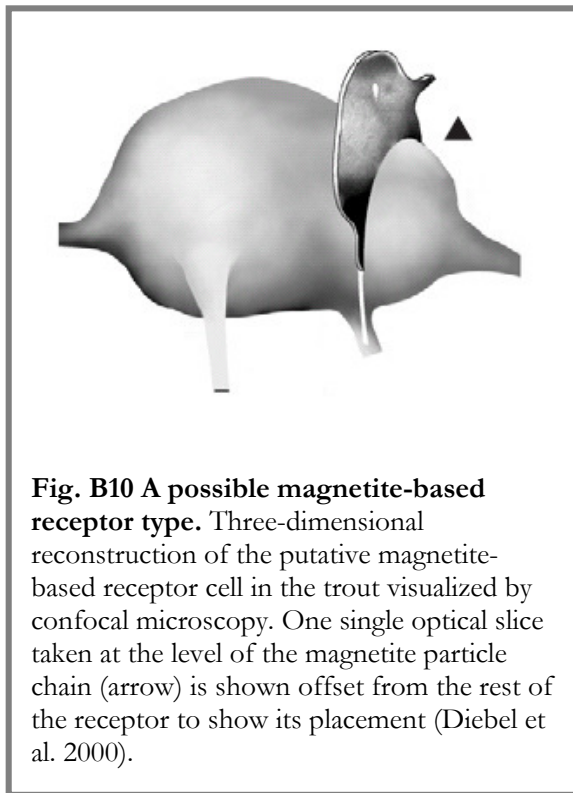 Fig. B10 A possible magnetite-based
receptor type. Three-dimensional
reconstruction of the putative magnetite-
based receptor cell in the trout visualized by
confocal microscopy. One single optical slice
taken at the level of the magnetite particle
chain (arrow) is shown offset from the rest of
the receptor to show its placement (Diebel et
al. 2000).